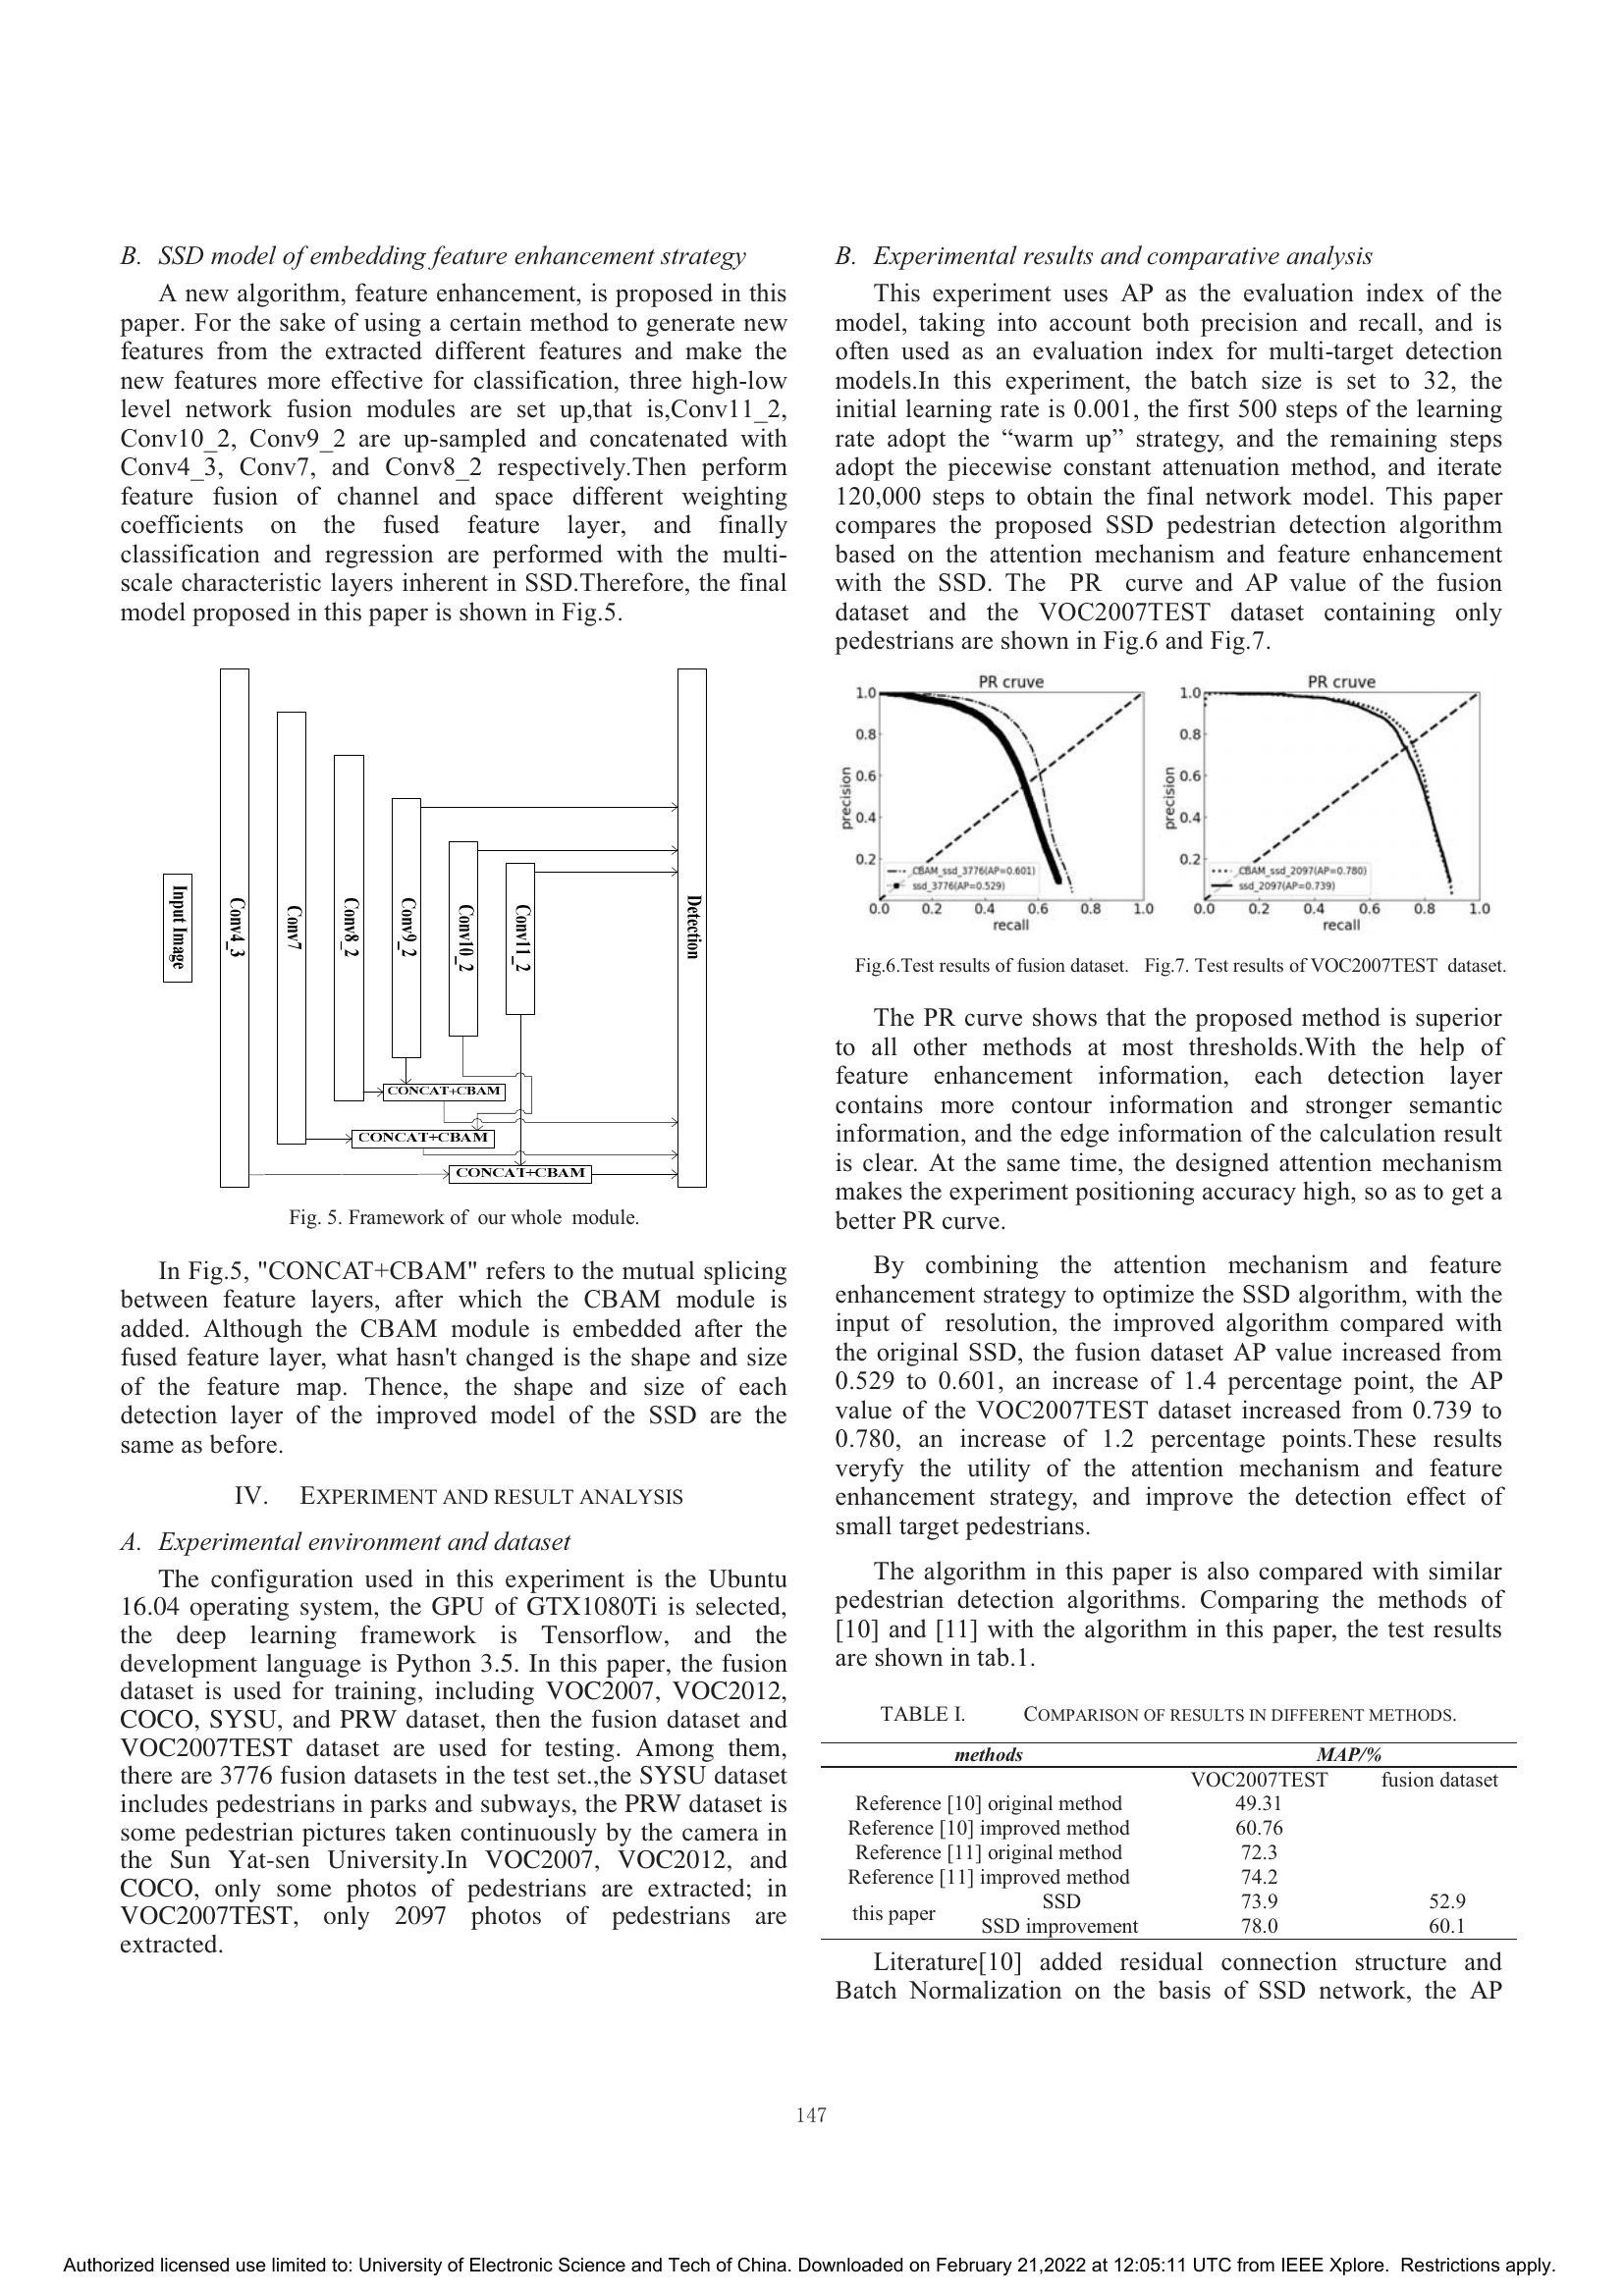 B. SSD model of embedding feature enhancement strategy
A new algorithm, feature enhancement, is proposed in this
paper. For the sake of using a certain method to generate new
features from the extracted different features and make the
new features more effective for classification, three high-low
level network fusion modules are set up,that is,Conv11_2,
Conv10_2, Conv9_2 are up-sampled and concatenated with
Conv4_3, Conv7, and Conv8_2 respectively.Then perform
feature fusion of channel and space different weighting
coefficients on the fused feature layer, and finally
classification and regression are performed with the multi-
scale characteristic layers inherent in SSD.Therefore, the final
model proposed in this paper is shown in Fig.5.
Input Image
Conv4_3
Conv7
Conv8_2
Conv9_2
Conv10_2
Conv11_2
Detection
CONCAT+CBAM
CONCAT+CBAM
CONCAT+CBAM
Fig. 5. Framework of our whole module.
In Fig.5, "CONCAT+CBAM" refers to the mutual splicing
between feature layers, after which the CBAM module is
added. Although the CBAM module is embedded after the
fused feature layer, what hasn't changed is the shape and size
of the feature map. Thence, the shape and size of each
detection layer of the improved model of the SSD are the
same as before.
IV. EXPERIMENT AND RESULT ANALYSIS
A. Experimental environment and dataset
The configuration used in this experiment is the Ubuntu
16.04 operating system, the GPU of GTX1080Ti is selected,
the deep learning framework is Tensorflow, and the
development language is Python 3.5. In this paper, the fusion
dataset is used for training, including VOC2007, VOC2012,
COCO, SYSU, and PRW dataset, then the fusion dataset and
VOC2007TEST dataset are used for testing. Among them,
there are 3776 fusion datasets in the test set.,the SYSU dataset
includes pedestrians in parks and subways, the PRW dataset is
some pedestrian pictures taken continuously by the camera in
the Sun Yat-sen University.In VOC2007, VOC2012, and
COCO, only some photos of pedestrians are extracted; in
VOC2007TEST, only 2097 photos of pedestrians are
extracted.
B. Experimental results and comparative analysis
This experiment uses AP as the evaluation index of the
model, taking into account both precision and recall, and is
often used as an evaluation index for multi-target detection
models.In this experiment, the batch size is set to 32, the
initial learning rate is 0.001, the first 500 steps of the learning
rate adopt the “warm up” strategy, and the remaining steps
adopt the piecewise constant attenuation method, and iterate
120,000 steps to obtain the final network model. This paper
compares the proposed SSD pedestrian detection algorithm
based on the attention mechanism and feature enhancement
with the SSD. The PR curve and AP value of the fusion
dataset and the VOC2007TEST dataset containing only
pedestrians are shown in Fig.6 and Fig.7.
PR cruve
1.0
0.8
0.6
0.4
0.2
precision
CBAM_ssd_3776(AP=0.601)
ssd_3776(AP=0.529)
0.0 0.2 0.4 0.6 0.8 1.0
recall
PR cruve
1.0
0.8
0.6
0.4
0.2
precision
CBAM_ssd_2097(AP=0.780)
ssd_2097(AP=0.739)
0.0 0.2 0.4 0.6 0.8 1.0
recall
Fig.6.Test results of fusion dataset. Fig.7. Test results of VOC2007TEST dataset.
The PR curve shows that the proposed method is superior
to all other methods at most thresholds.With the help of
feature enhancement information, each detection layer
contains more contour information and stronger semantic
information, and the edge information of the calculation result
is clear. At the same time, the designed attention mechanism
makes the experiment positioning accuracy high, so as to get a
better PR curve.
By combining the attention mechanism and feature
enhancement strategy to optimize the SSD algorithm, with the
input of resolution, the improved algorithm compared with
the original SSD, the fusion dataset AP value increased from
0.529 to 0.601, an increase of 1.4 percentage point, the AP
value of the VOC2007TEST dataset increased from 0.739 to
0.780, an increase of 1.2 percentage points.These results
veryfy the utility of the attention mechanism and feature
enhancement strategy, and improve the detection effect of
small target pedestrians.
The algorithm in this paper is also compared with similar
pedestrian detection algorithms. Comparing the methods of
[10] and [11] with the algorithm in this paper, the test results
are shown in tab.1.
TABLE I. COMPARISON OF RESULTS IN DIFFERENT METHODS.
methods MAP/%
VOC2007TEST fusion dataset
Reference [10] original method 49.31
Reference [10] improved method 60.76
Reference [11] original method 72.3
Reference [11] improved method 74.2
this paper SSD 73.9 52.9
SSD improvement 78.0 60.1
Literature[10] added residual connection structure and
Batch Normalization on the basis of SSD network, the AP
147
Authorized licensed use limited to: University of Electronic Science and Tech of China. Downloaded on February 21,2022 at 12:05:11 UTC from IEEE Xplore. Restrictions apply.